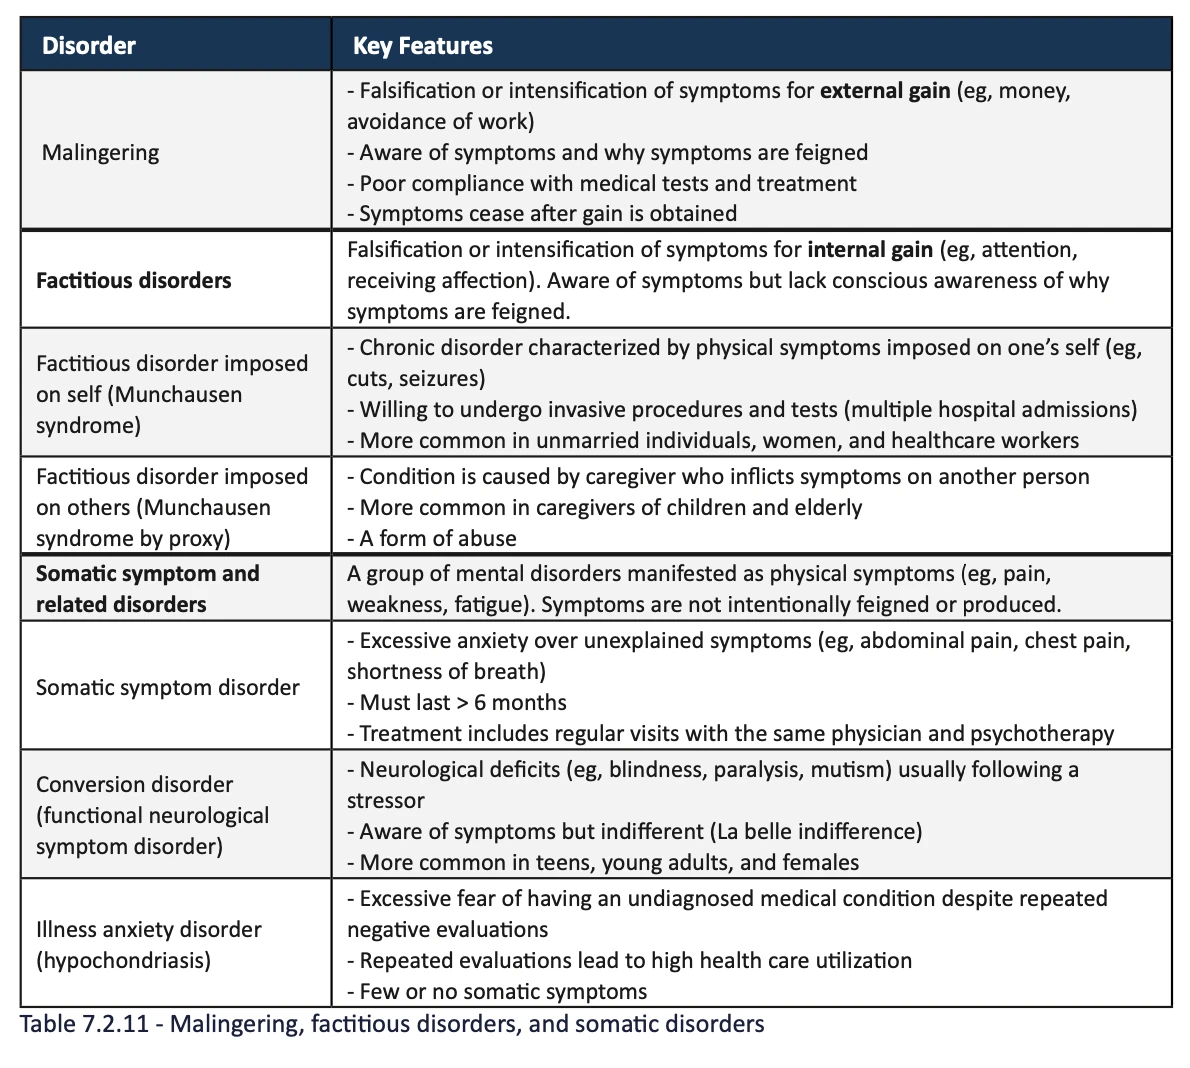 Disorder
Key Features
Malingering
- Falsification or intensification of symptoms for external gain (eg, money,
avoidance of work)
- Aware of symptoms and why symptoms are feigned
- Poor compliance with medical tests and treatment
- Symptoms cease after gain is obtained
Factitious disorders
Falsification or intensification of symptoms for internal gain (eg, attention,
receiving affection). Aware of symptoms but lack conscious awareness of why
symptoms are feigned.
Factitious disorder imposed
on self (Munchausen
syndrome)
- Chronic disorder characterized by physical symptoms imposed on one’s self (eg,
cuts, seizures)
- Willing to undergo invasive procedures and tests (multiple hospital admissions)
- More common in unmarried individuals, women, and healthcare workers
Factitious disorder imposed
on others (Munchausen
syndrome by proxy)
- Condition is caused by caregiver who inflicts symptoms on another person
- More common in caregivers of children and elderly
- A form of abuse
Somatic symptom and
related disorders
A group of mental disorders manifested as physical symptoms (eg, pain,
weakness, fatigue). Symptoms are not intentionally feigned or produced.
Somatic symptom disorder
- Excessive anxiety over unexplained symptoms (eg, abdominal pain, chest pain,
shortness of breath)
- Must last > 6 months
- Treatment includes regular visits with the same physician and psychotherapy
Conversion disorder
(functional neurological
symptom disorder)
- Neurological deficits (eg, blindness, paralysis, mutism) usually following a
stressor
- Aware of symptoms but indifferent (La belle indifference)
- More common in teens, young adults, and females
Illness anxiety disorder
(hypochondriasis)
- Excessive fear of having an undiagnosed medical condition despite repeated
negative evaluations
- Repeated evaluations lead to high health care utilization
- Few or no somatic symptoms
Table 7.2.11 - Malingering, factitious disorders, and somatic disorders